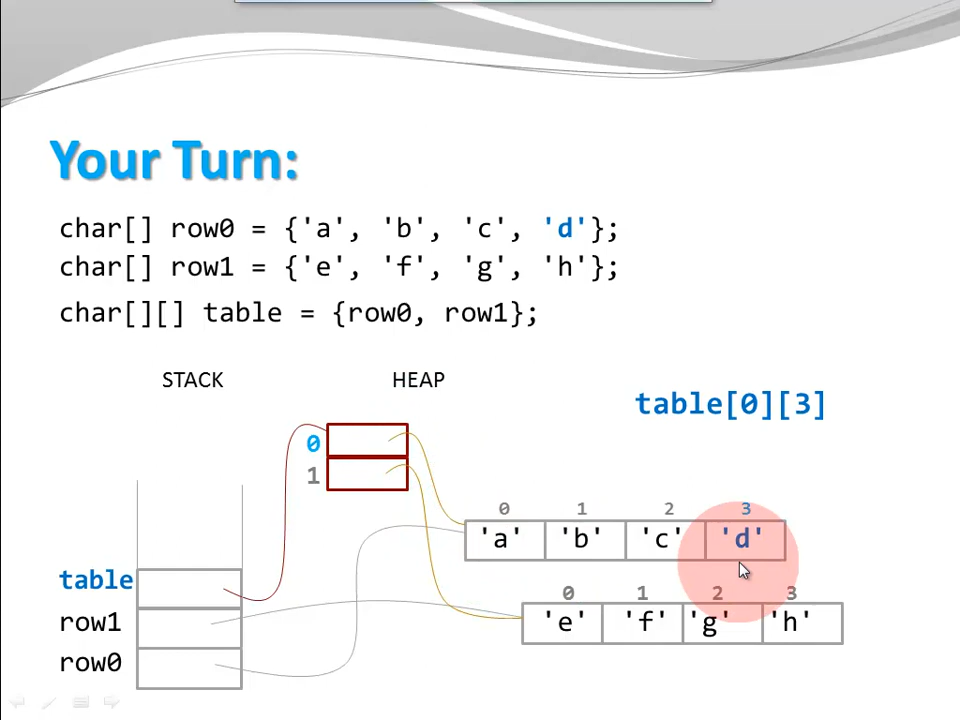 Your Turn:
char[] row0 = {'a', 'b', 'c', 'd'};
char[] row1 = {'e', 'f', 'g', 'h'};
char[][] table = {row0, row1};
STACK
HEAP
table[0][3]
0
1
0 1 2 3
'a' 'b' 'c' 'd'
table
0 1 2 3
row1
'e' 'f' 'g' 'h'
row0